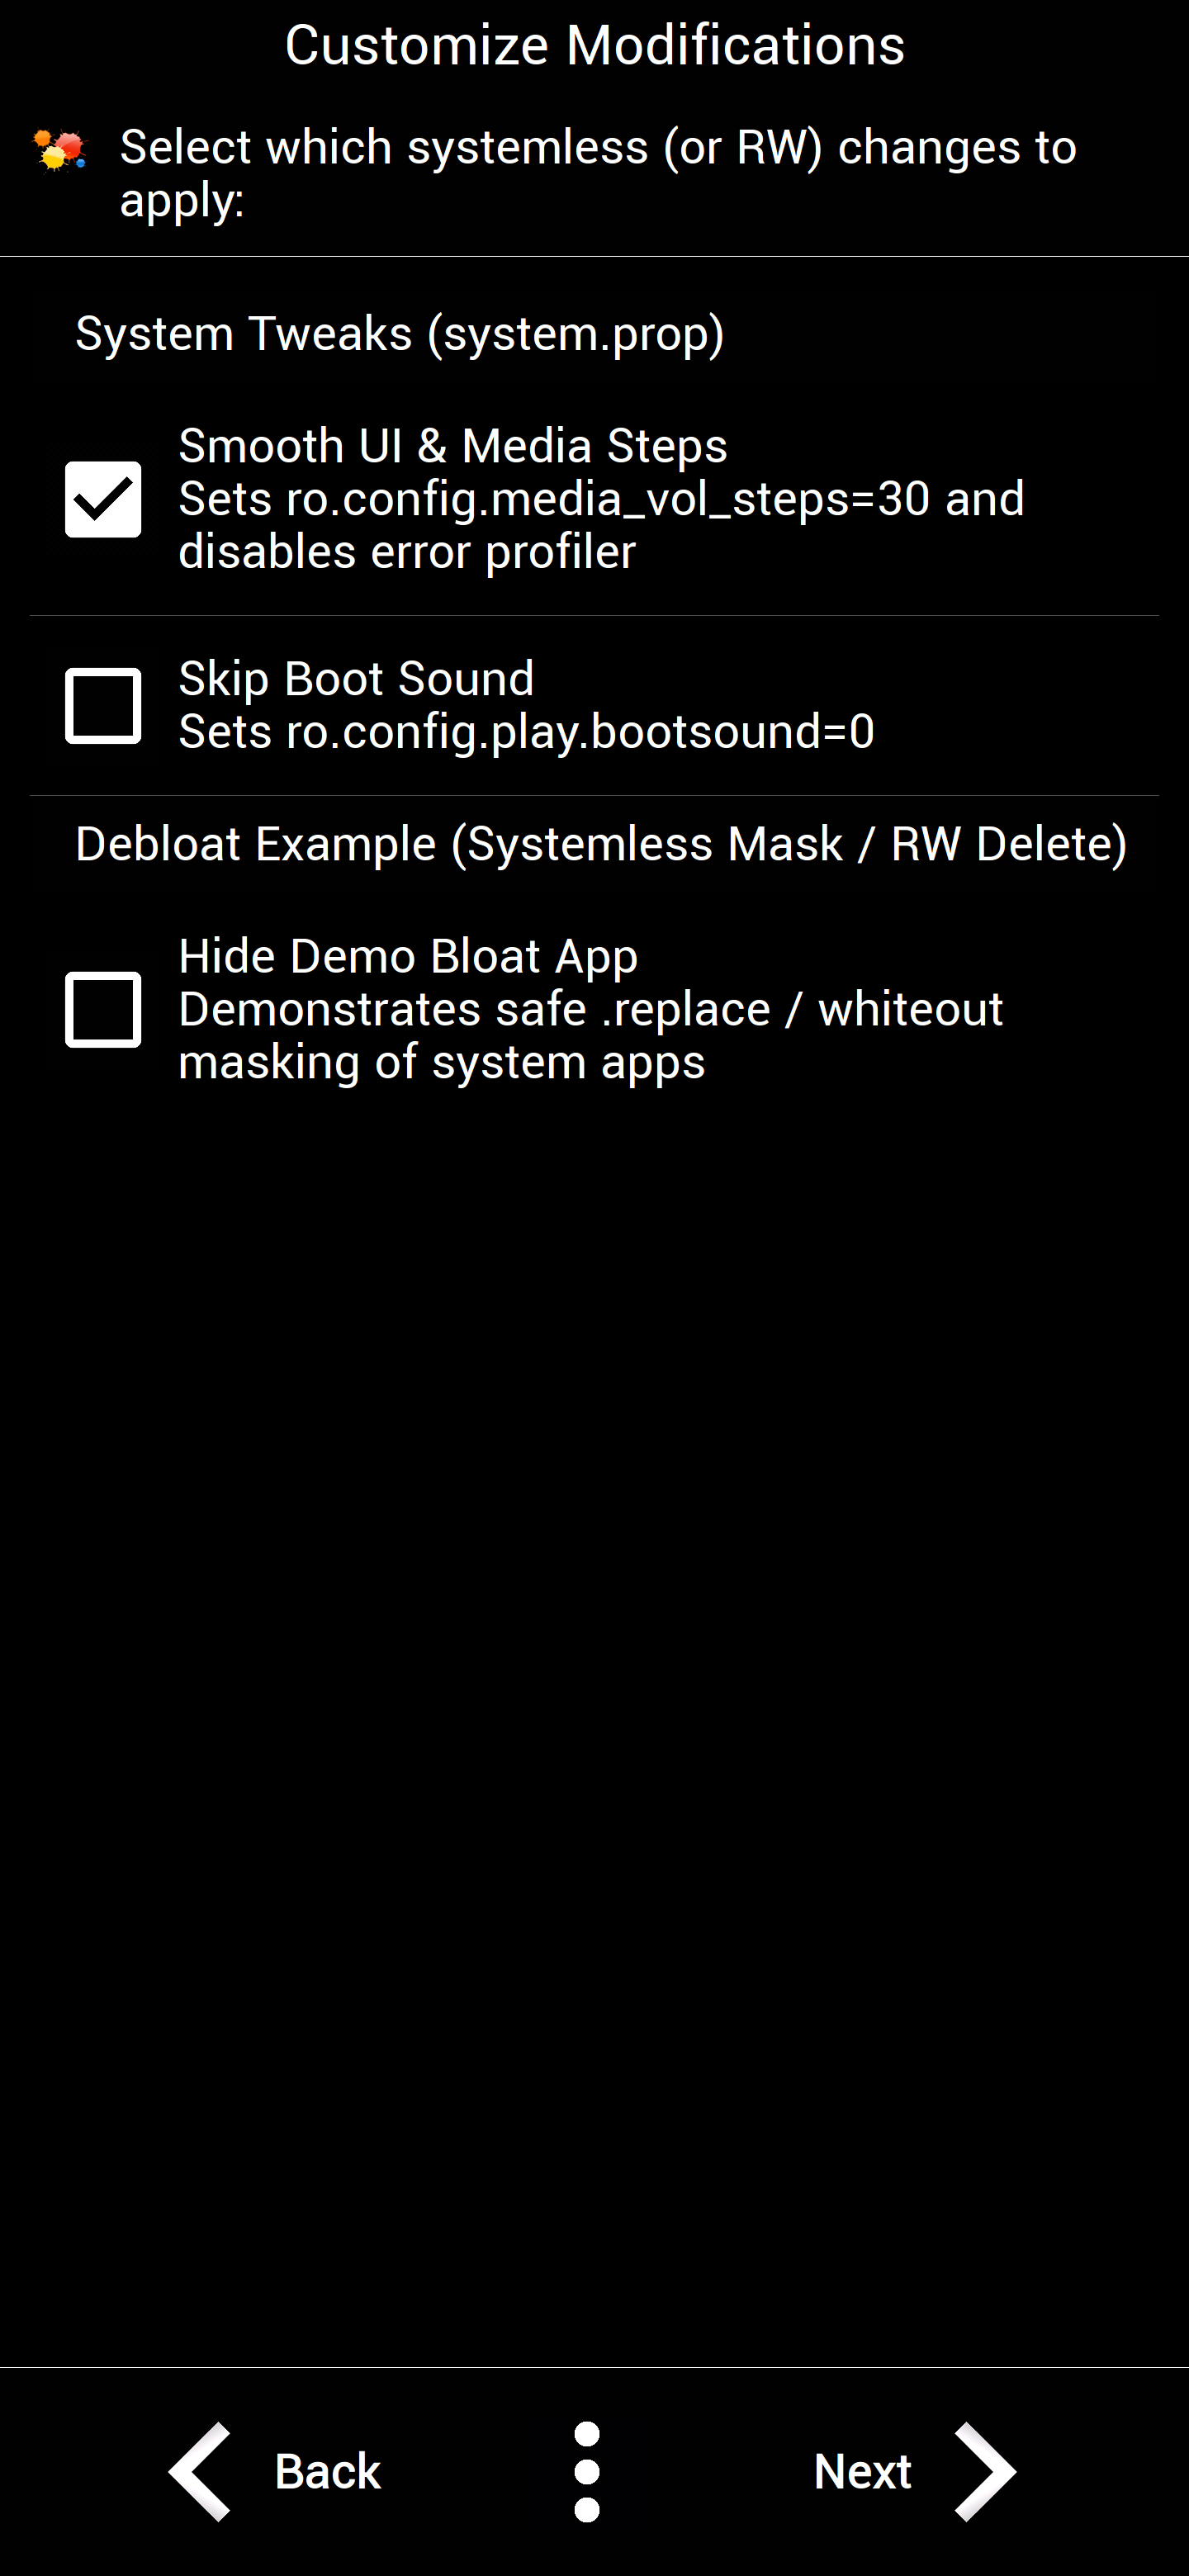 Customize Modifications
Select which systemless (or RW) changes to
apply:
System Tweaks (system.prop)
Smooth UI & Media Steps
Sets ro.config.media_vol_steps=30 and
disables error profiler
Skip Boot Sound
Sets ro.config.play.bootsound=0
Debloat Example (Systemless Mask / RW Delete)
Hide Demo Bloat App
Demonstrates safe .replace / whiteout
masking of system apps
Back
Next